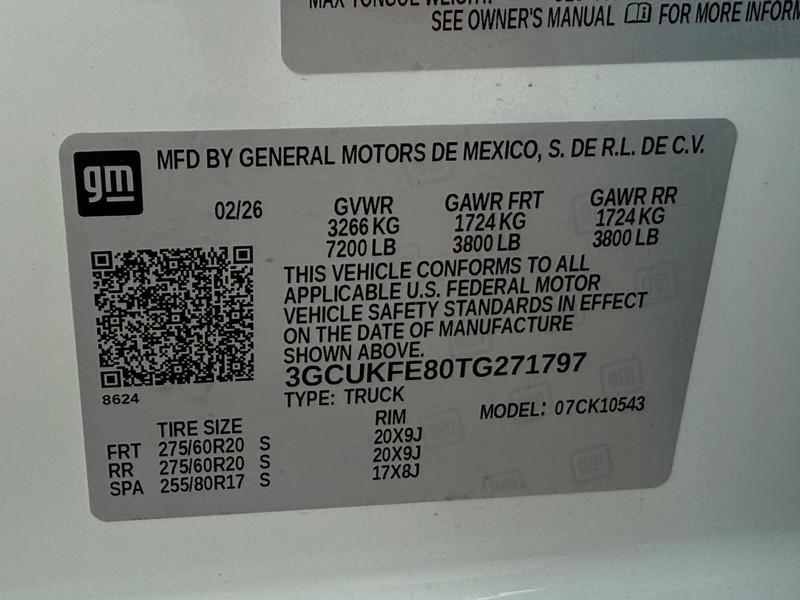 SEE OWNER'S MANUAL FOR MORE INFORM
gm
MFD BY GENERAL MOTORS DE MEXICO, S. DE R.L. DE C.V.
02/26 GVWR GAWR FRT GAWR RR
3266 KG 1724 KG 1724 KG
7200 LB 3800 LB 3800 LB
THIS VEHICLE CONFORMS TO ALL
APPLICABLE U.S. FEDERAL MOTOR
VEHICLE SAFETY STANDARDS IN EFFECT
ON THE DATE OF MANUFACTURE
SHOWN ABOVE.
3GCUKFE80TG271797
8624
TYPE: TRUCK
MODEL: 07CK10543
TIRE SIZE RIM
FRT 275/60R20 S 20X9J
RR 275/60R20 S 20X9J
SPA 255/80R17 S 17X8J